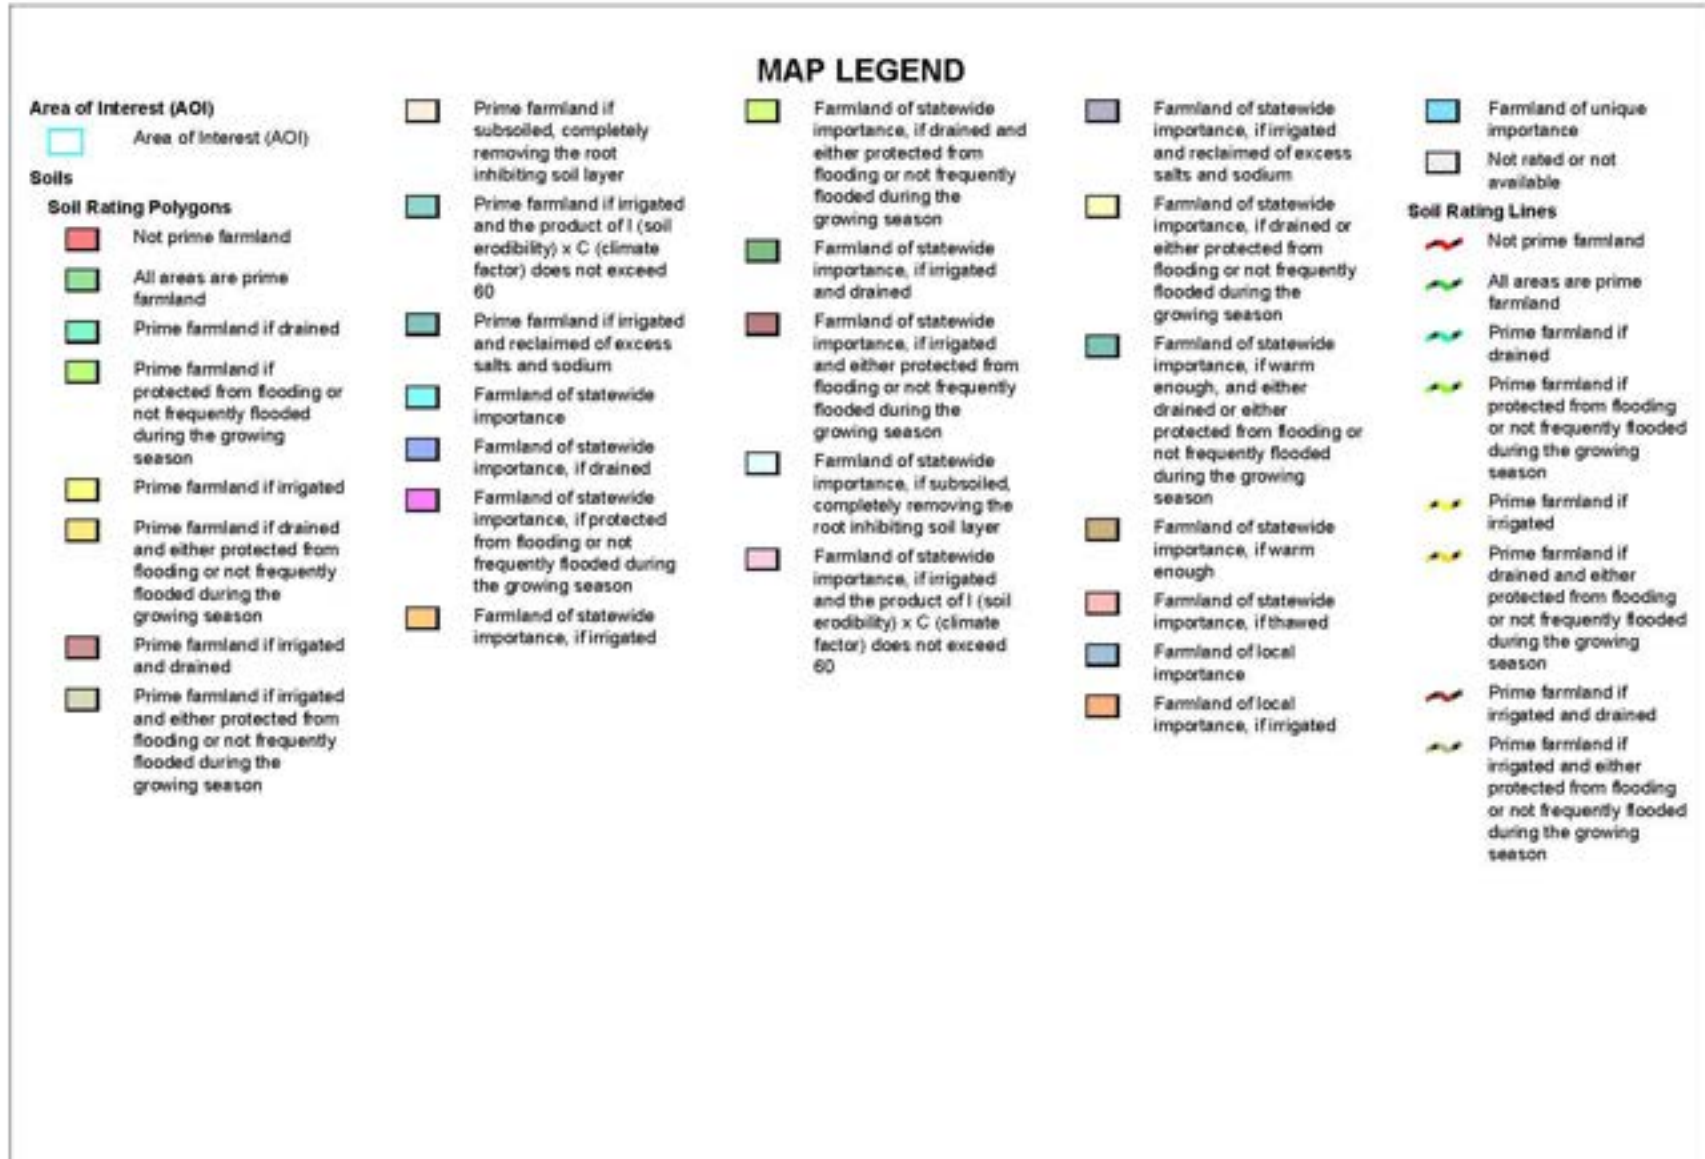 MAP LEGEND
Area of Interest (AOI)
Area of Interest (AOI)
Soils
Soil Rating Polygons
Not prime farmland
All areas are prime
farmland
Prime farmland if drained
Prime farmland if
protected from flooding or
not frequently flooded
during the growing
season
Prime farmland if irrigated
Prime farmland if drained
and either protected from
flooding or not frequently
flooded during the
growing season
Prime farmland if irrigated
and drained
Prime farmland if irrigated
and either protected from
flooding or not frequently
flooded during the
growing season
Prime farmland if
subsoiled, completely
removing the root
inhibiting soil layer
Prime farmland if irrigated
and the product of I (soil
erodibility) x C (climate
factor) does not exceed
60
Prime farmland if irrigated
and reclaimed of excess
salts and sodium
Farmland of statewide
importance
Farmland of statewide
importance, if drained
Farmland of statewide
importance, if protected
from flooding or not
frequently flooded during
the growing season
Farmland of statewide
importance, if irrigated
Farmland of statewide
importance, if drained and
either protected from
flooding or not frequently
flooded during the
growing season
Farmland of statewide
importance, if irrigated
and drained
Farmland of statewide
importance, if irrigated
and either protected from
flooding or not frequently
flooded during the
growing season
Farmland of statewide
importance, if subsoiled,
completely removing the
root inhibiting soil layer
Farmland of statewide
importance, if irrigated
and the product of I (soil
erodibility) x C (climate
factor) does not exceed
60
Farmland of statewide
importance, if irrigated
and reclaimed of excess
salts and sodium
Farmland of statewide
importance, if drained or
either protected from
flooding or not frequently
flooded during the
growing season
Farmland of statewide
importance, if warm
enough, and either
drained or either
protected from flooding or
not frequently flooded
during the growing
season
Farmland of statewide
importance, if warm
enough
Farmland of statewide
importance, if thawed
Farmland of local
importance
Farmland of local
importance, if irrigated
Farmland of unique
importance
Not rated or not
available
Soil Rating Lines
Not prime farmland
All areas are prime
farmland
Prime farmland if
drained
Prime farmland if
protected from flooding
or not frequently flooded
during the growing
season
Prime farmland if
irrigated
Prime farmland if
drained and either
protected from flooding
or not frequently flooded
during the growing
season
Prime farmland if
irrigated and drained
Prime farmland if
irrigated and either
protected from flooding
or not frequently flooded
during the growing
season